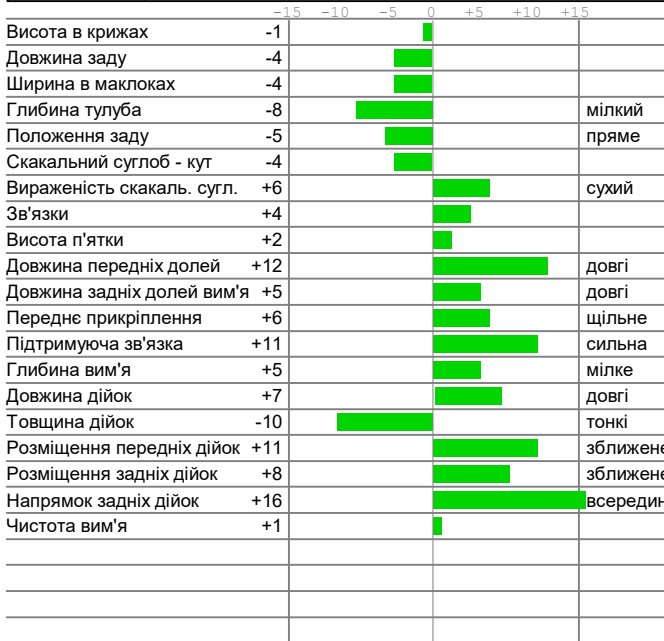 -15 -10 -5 0 +5 +10 +15
Висота в крижах -1
Довжина заду -4
Ширина в маклоках -4
Глибина тулуба -8 мілкий
Положення заду -5 пряме
Скакальний суглоб - кут -4
Вираженість скакаль. сугл. +6 сухий
Зв'язки +4
Висота п'ятки +2
Довжина передніх долей +12 довгі
Довжина задніх долей вим'я +5 довгі
Переднє прикріплення +6 щільне
Підтримуюча зв'язка +11 сильна
Глибина вим'я +5 мілке
Довжина дійок +7 довгі
Товщина дійок -10 тонкі
Розміщення передніх дійок +11 зближене
Розміщення задніх дійок +8 зближене
Напрямок задніх дійок +16 всередин
Чистота вим'я +1